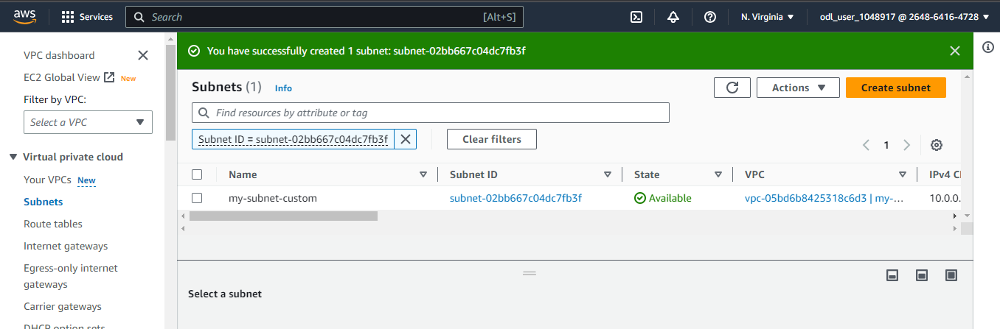 aws Services Search [Alt+S] N. Virginia odl_user_1048917 @ 2648-6416-4728
VPC dashboard
EC2 Global View New
Filter by VPC:
Select a VPC
Virtual private cloud
Your VPCs New
Subnets
Route tables
Internet gateways
Egress-only internet
gateways
Carrier gateways
DHCP option sets
You have successfully created 1 subnet: subnet-02bb667c04dc7fb3f
Subnets (1) Info
Actions
Create subnet
Find resources by attribute or tag
Subnet ID = subnet-02bb667c04dc7fb3f
Clear filters
1
Name Subnet ID State VPC IPv4 CI
my-subnet-custom subnet-02bb667c04dc7fb3f Available vpc-05bd6b8425318c6d3 | my-... 10.0.0.
Select a subnet